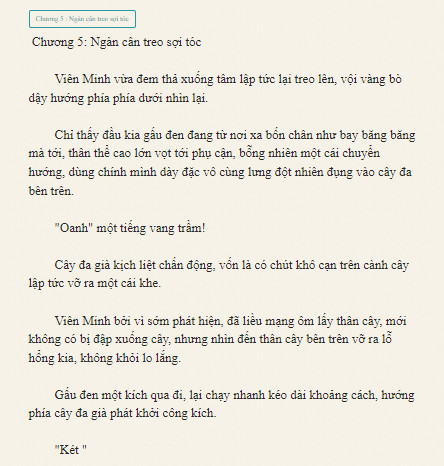 Chương 5 : Ngàn cân treo sợi tóc
Chương 5: Ngàn cân treo sợi tóc
Viên Minh vừa đem thả xuống tâm lập tức lại treo lên, vội vàng bò
dậy hướng phía phía dưới nhìn lại.
Chỉ thấy đầu kia gấu đen đang từ nơi xa bốn chân như bay băng băng
mà tới, thân thể cao lớn vọt tới phụ cận, bỗng nhiên một cái chuyển
hướng, dùng chính mình dày đặc vô cùng lưng đột nhiên đụng vào cây đa
bên trên.
"Oanh" một tiếng vang trầm!
Cây đa già kịch liệt chấn động, vốn là có chút khô cạn trên cành cây
lập tức vỡ ra một cái khe.
Viên Minh bởi vì sớm phát hiện, đã liều mạng ôm lấy thân cây, mới
không có bị đập xuống cây, nhưng nhìn đến thân cây bên trên vỡ ra lỗ
hổng kia, không khỏi lo lắng.
Gấu đen một kích qua đi, lại chạy nhanh kéo dài khoảng cách, hướng
phía cây đa già phát khởi công kích.
"Két "